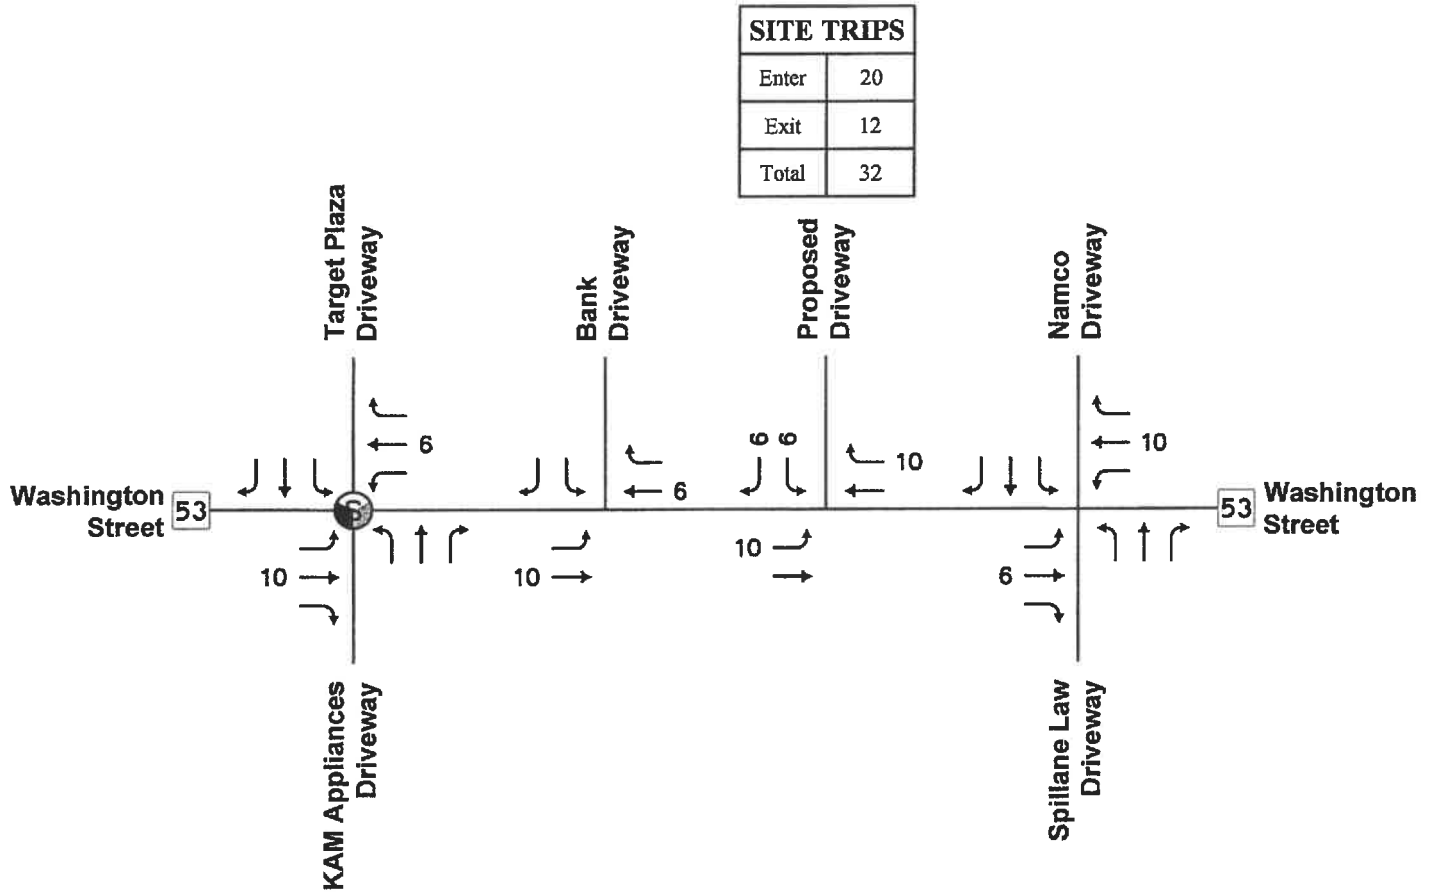 SITE TRIPS
Enter 20
Exit 12
Total 32
Target Plaza
Driveway
Bank
Driveway
Proposed
Driveway
Namco
Driveway
6
6
6
10
10
6
Washington
Street
53
S
53
Washington
Street
10
10
10
6
KAM Appliances
Driveway
Spillane Law
Driveway